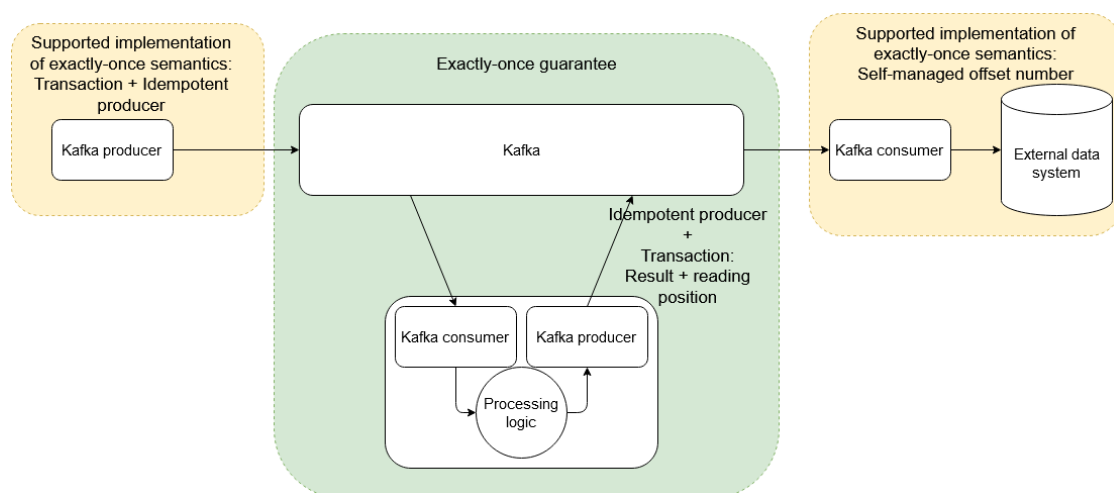 Supported implementation
of exactly-once semantics:
Transaction + Idempotent
producer
Kafka producer
Exactly-once guarantee
Kafka
Idempotent producer
+
Transaction:
Result + reading
position
Kafka consumer
Kafka producer
Processing
logic
Supported implementation of
exactly-once semantics:
Self-managed offset number
Kafka consumer
External data
system